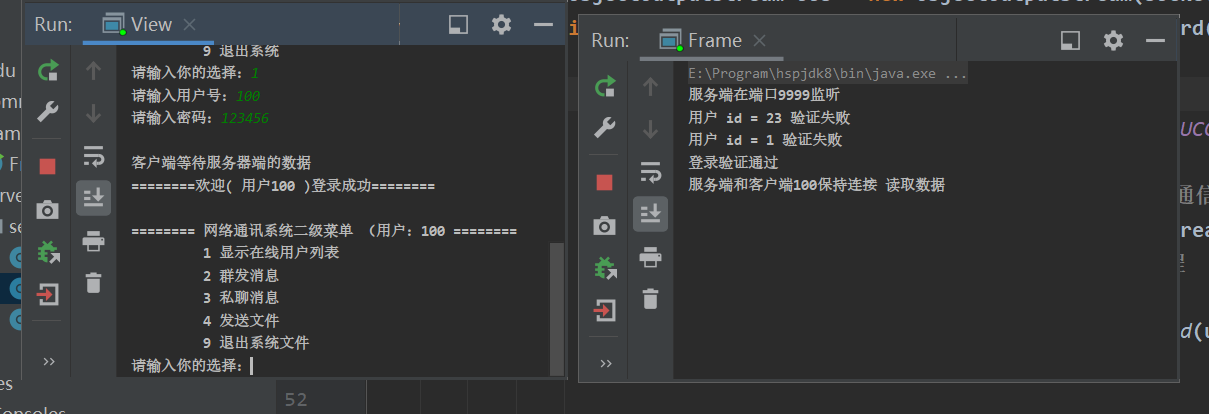 Run: View
9 退出系统
请输入你的选择：1
请输入用户号：100
请输入密码：123456
客户端等待服务器端的数据
========欢迎( 用户100 )登录成功========
======== 网络通讯系统二级菜单 （用户：100 ========
1 显示在线用户列表
2 群发消息
3 私聊消息
4 发送文件
9 退出系统文件
请输入你的选择：
Run: Frame
E:\Program\hspjdk8\bin\java.exe ...
服务端在端口9999监听
用户 id = 23 验证失败
用户 id = 1 验证失败
登录验证通过
服务端和客户端100保持连接 读取数据
52